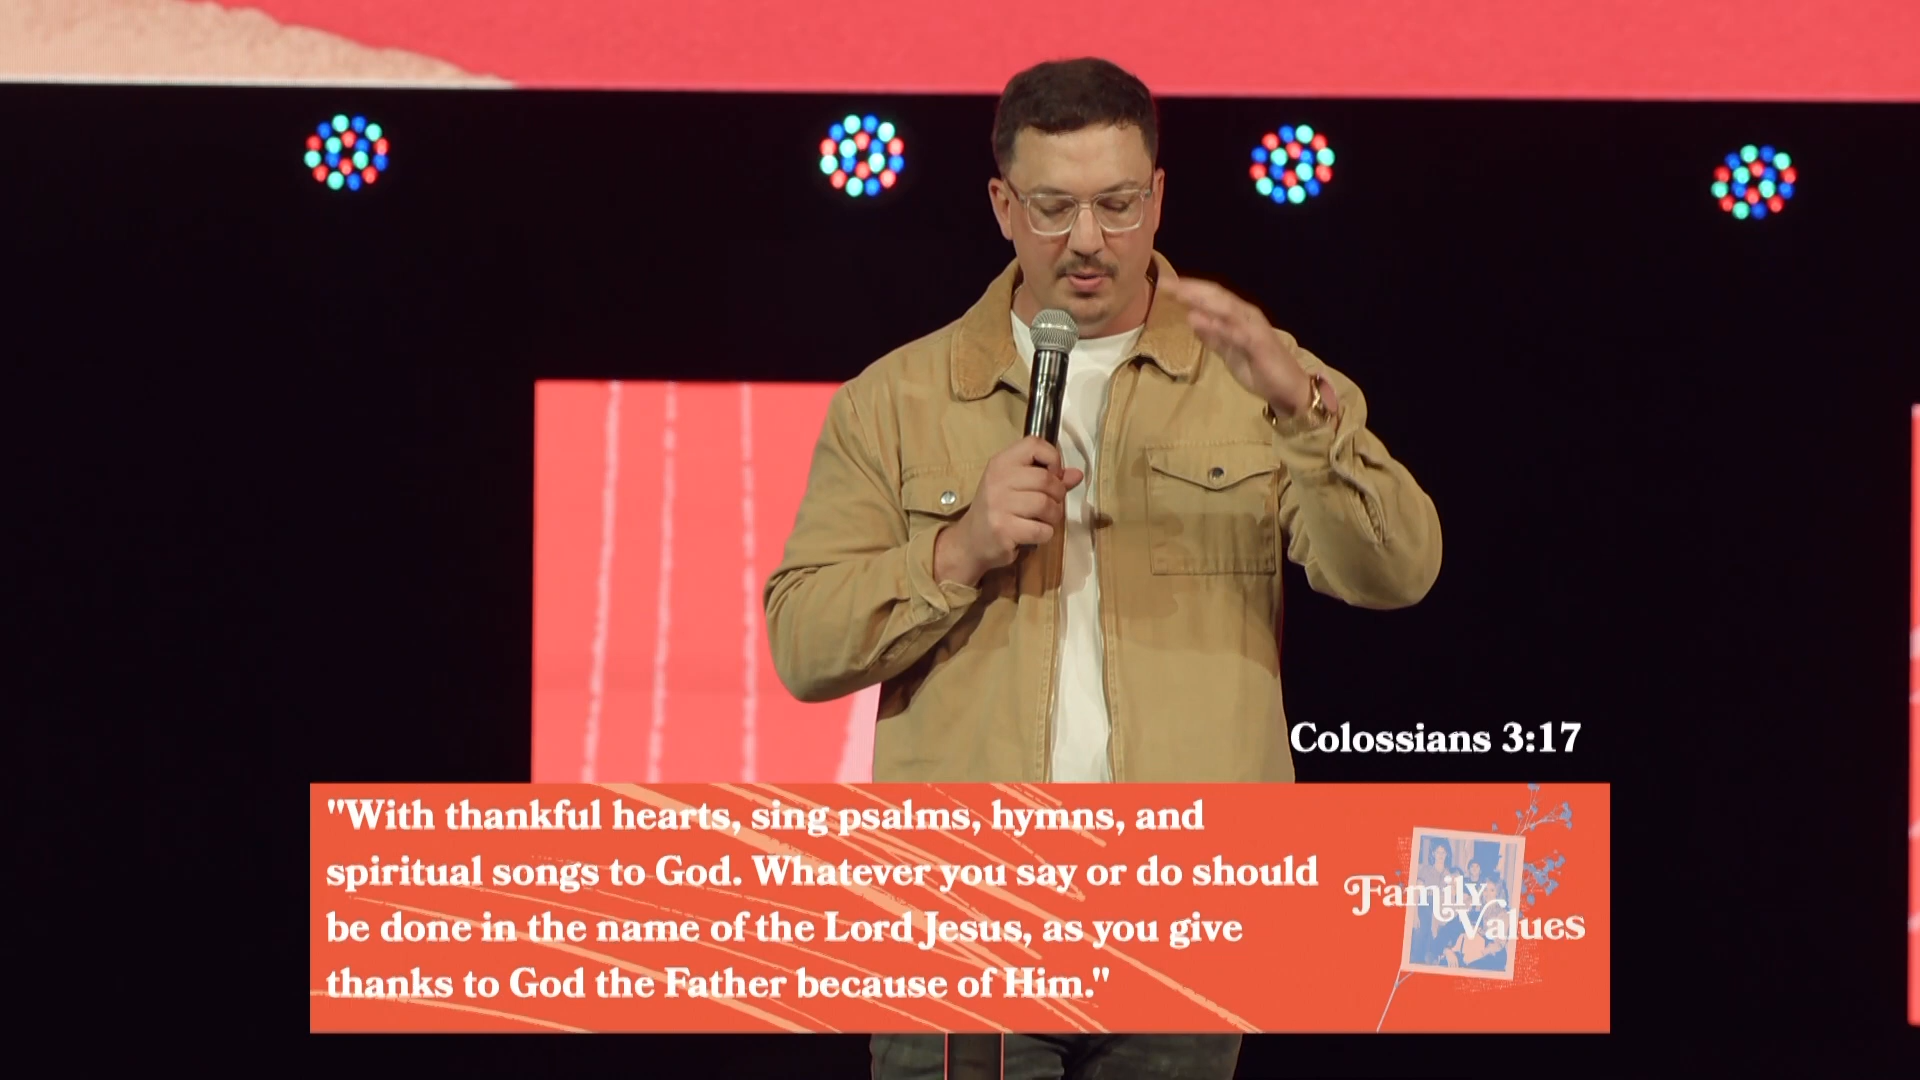 Colossians 3:17
"With thankful hearts, sing psalms, hymns, and
spiritual songs to God. Whatever you say or do should
be done in the name of the Lord Jesus, as you give
thanks to God the Father because of Him."
Family
Values